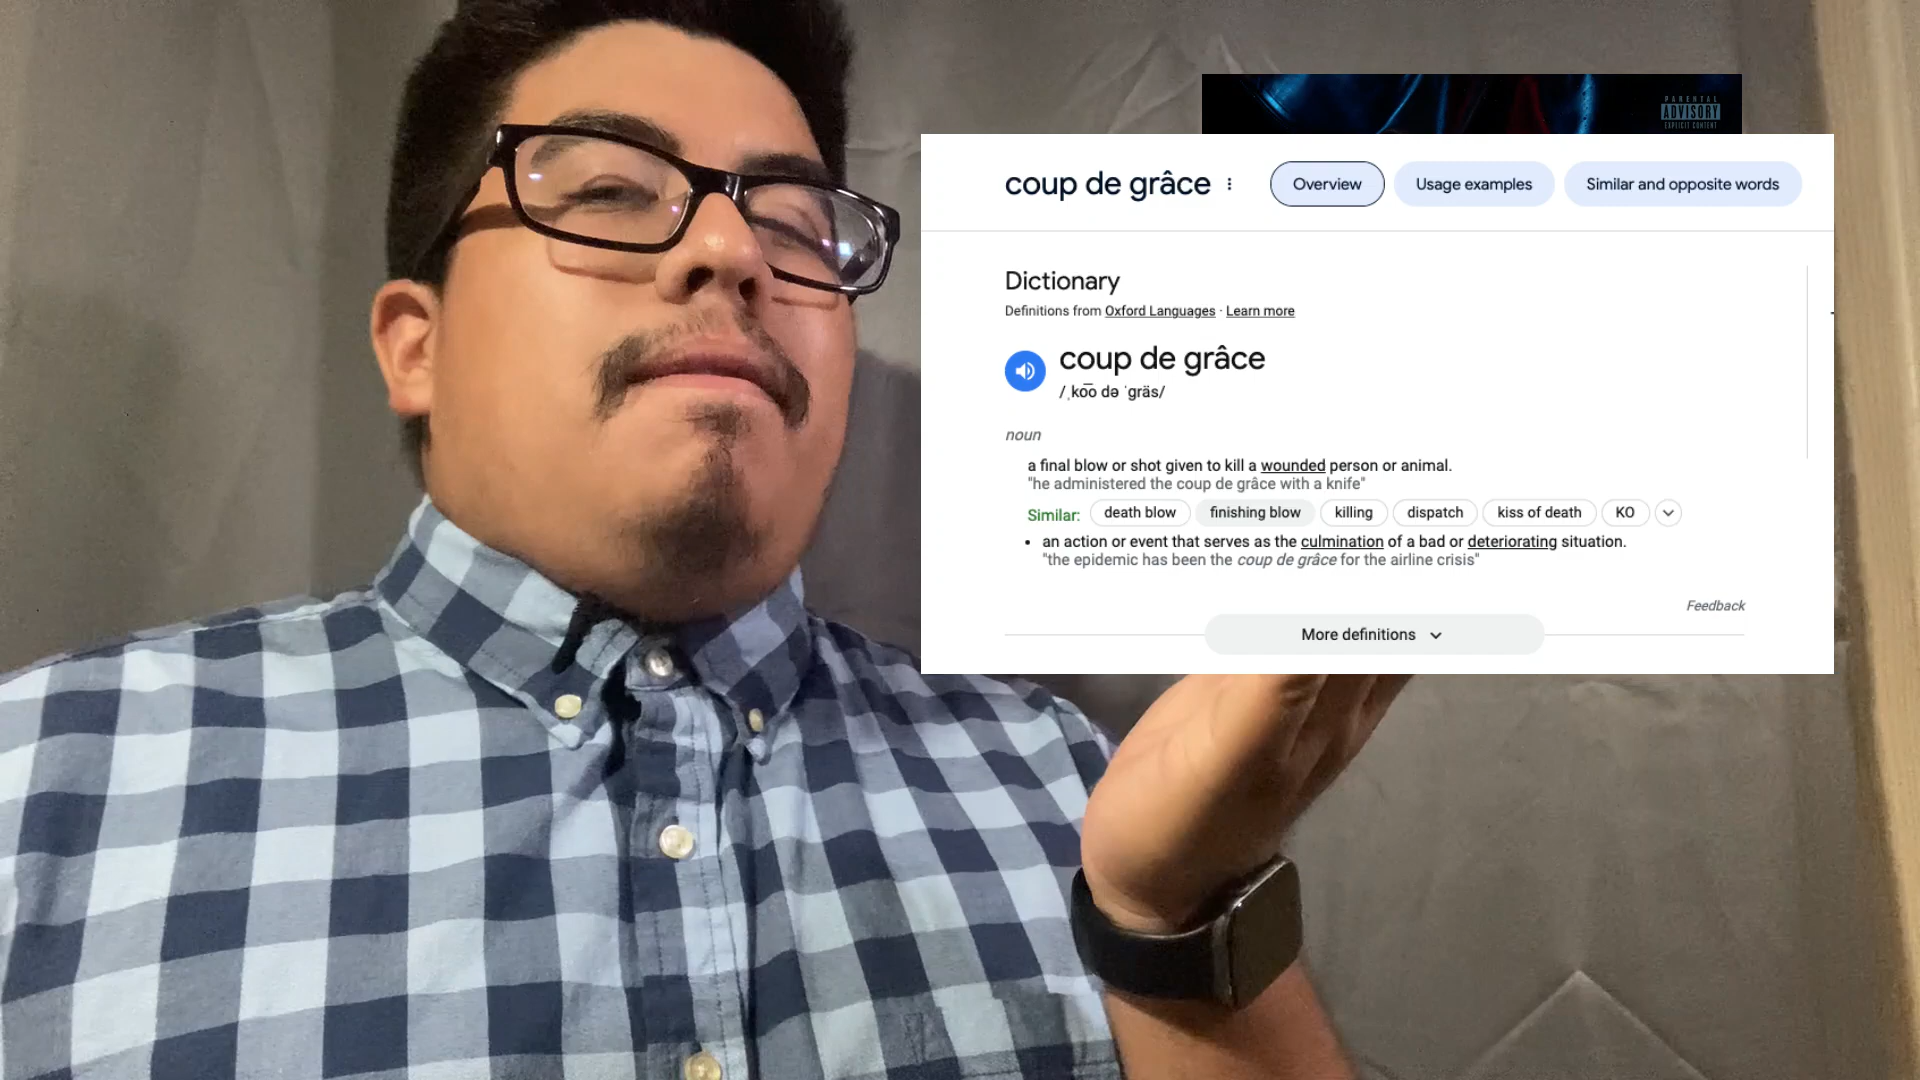 PARENTAL
ADVISORY
EXPLICIT CONTENT
coup de grâce
Overview
Usage examples
Similar and opposite words
Dictionary
Definitions from Oxford Languages · Learn more
coup de grâce
/ˌko͞o də ˈɡräs/
noun
a final blow or shot given to kill a wounded person or animal.
"he administered the coup de grâce with a knife"
Similar: death blow finishing blow killing dispatch kiss of death KO
• an action or event that serves as the culmination of a bad or deteriorating situation.
"the epidemic has been the coup de grâce for the airline crisis"
Feedback
More definitions